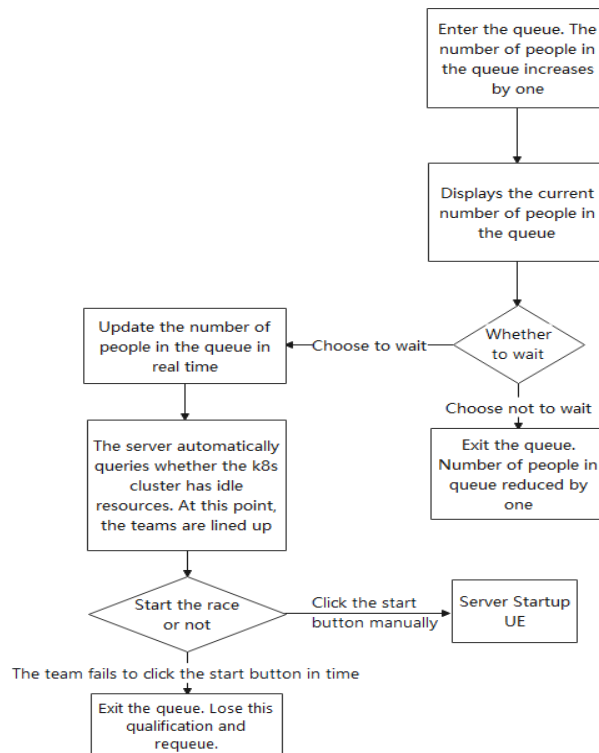 Enter the queue. The
number of people in
the queue increases
by one
Displays the current
number of people in
the queue
Whether
to wait
Choose to wait
Update the number of
people in the queue in
real time
Choose not to wait
Exit the queue.
Number of people in
queue reduced by
one
The server automatically
queries whether the k8s
cluster has idle
resources. At this point,
the teams are lined up
Start the race
or not
Click the start
button manually
Server Startup
UE
The team fails to click the start button in time
Exit the queue. Lose this
qualification and
requeue.